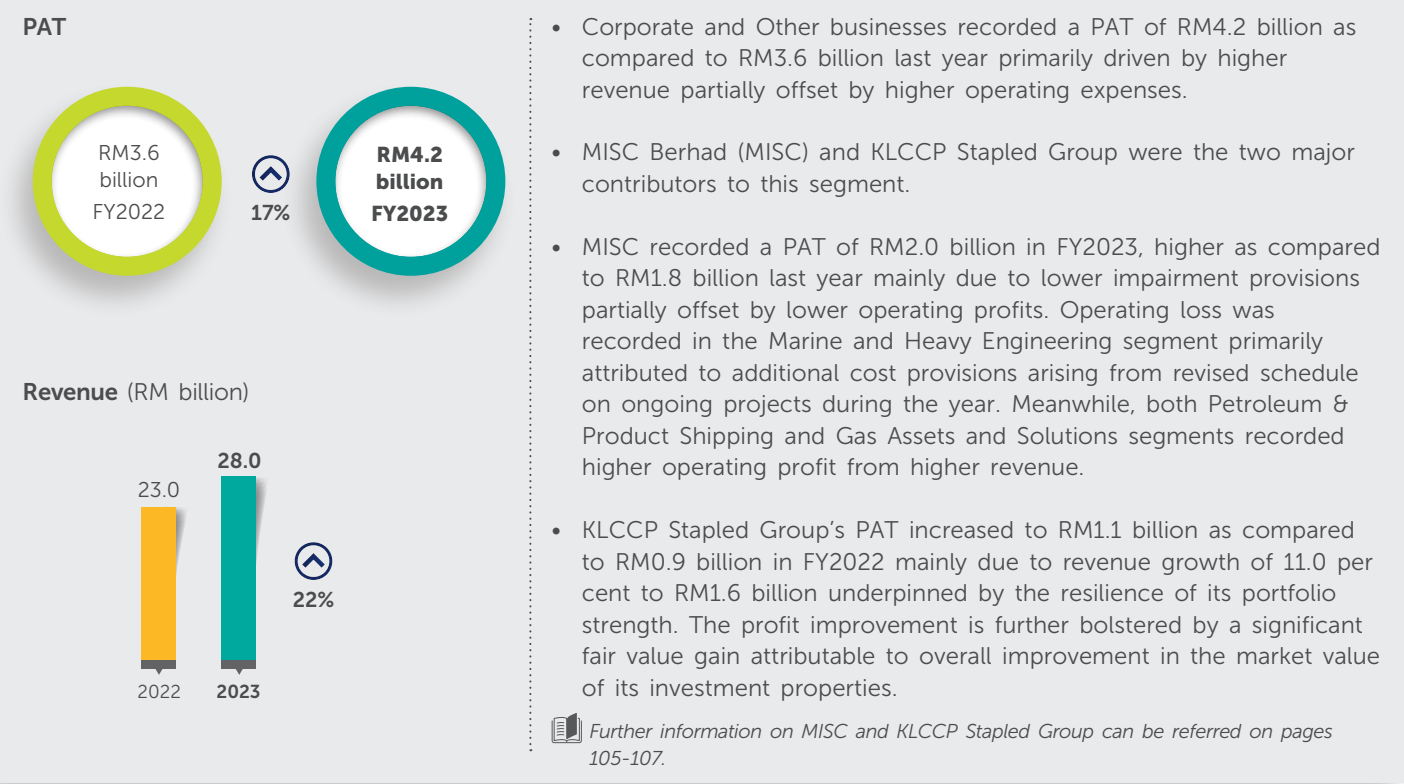 PAT
RM3.6
billion
FY2022
17%
RM4.2
billion
FY2023
Revenue (RM billion)
23.0
28.0
22%
2022
2023
• Corporate and Other businesses recorded a PAT of RM4.2 billion as
compared to RM3.6 billion last year primarily driven by higher
revenue partially offset by higher operating expenses.
• MISC Berhad (MISC) and KLCCP Stapled Group were the two major
contributors to this segment.
• MISC recorded a PAT of RM2.0 billion in FY2023, higher as compared
to RM1.8 billion last year mainly due to lower impairment provisions
partially offset by lower operating profits. Operating loss was
recorded in the Marine and Heavy Engineering segment primarily
attributed to additional cost provisions arising from revised schedule
on ongoing projects during the year. Meanwhile, both Petroleum &
Product Shipping and Gas Assets and Solutions segments recorded
higher operating profit from higher revenue.
• KLCCP Stapled Group's PAT increased to RM1.1 billion as compared
to RM0.9 billion in FY2022 mainly due to revenue growth of 11.0 per
cent to RM1.6 billion underpinned by the resilience of its portfolio
strength. The profit improvement is further bolstered by a significant
fair value gain attributable to overall improvement in the market value
of its investment properties.
Further information on MISC and KLCCP Stapled Group can be referred on pages
105-107.